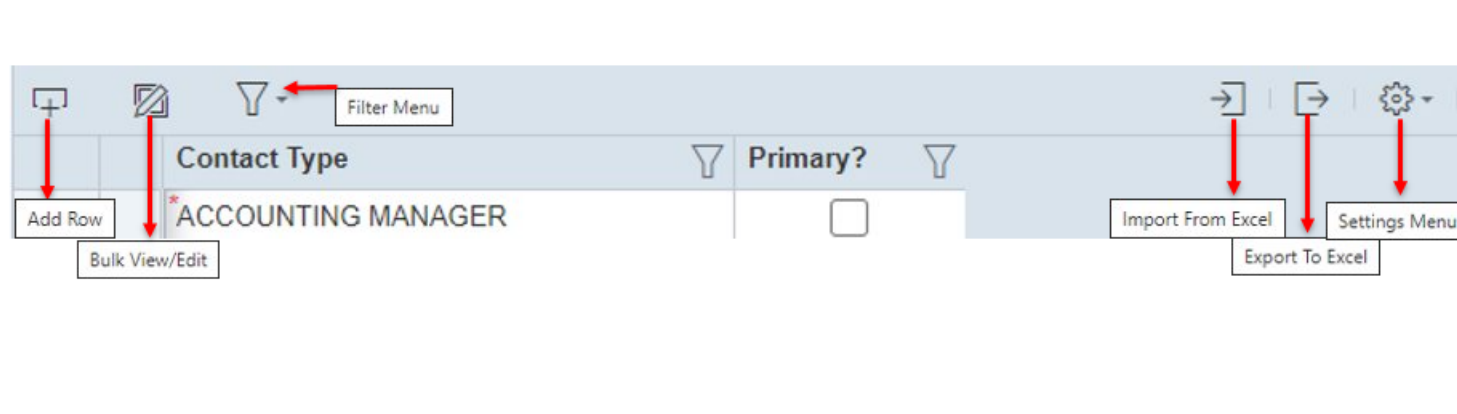 Filter Menu
Contact Type
Primary?
*ACCOUNTING MANAGER
Add Row
Import From Excel
Settings Menu
Bulk View/Edit
Export To Excel